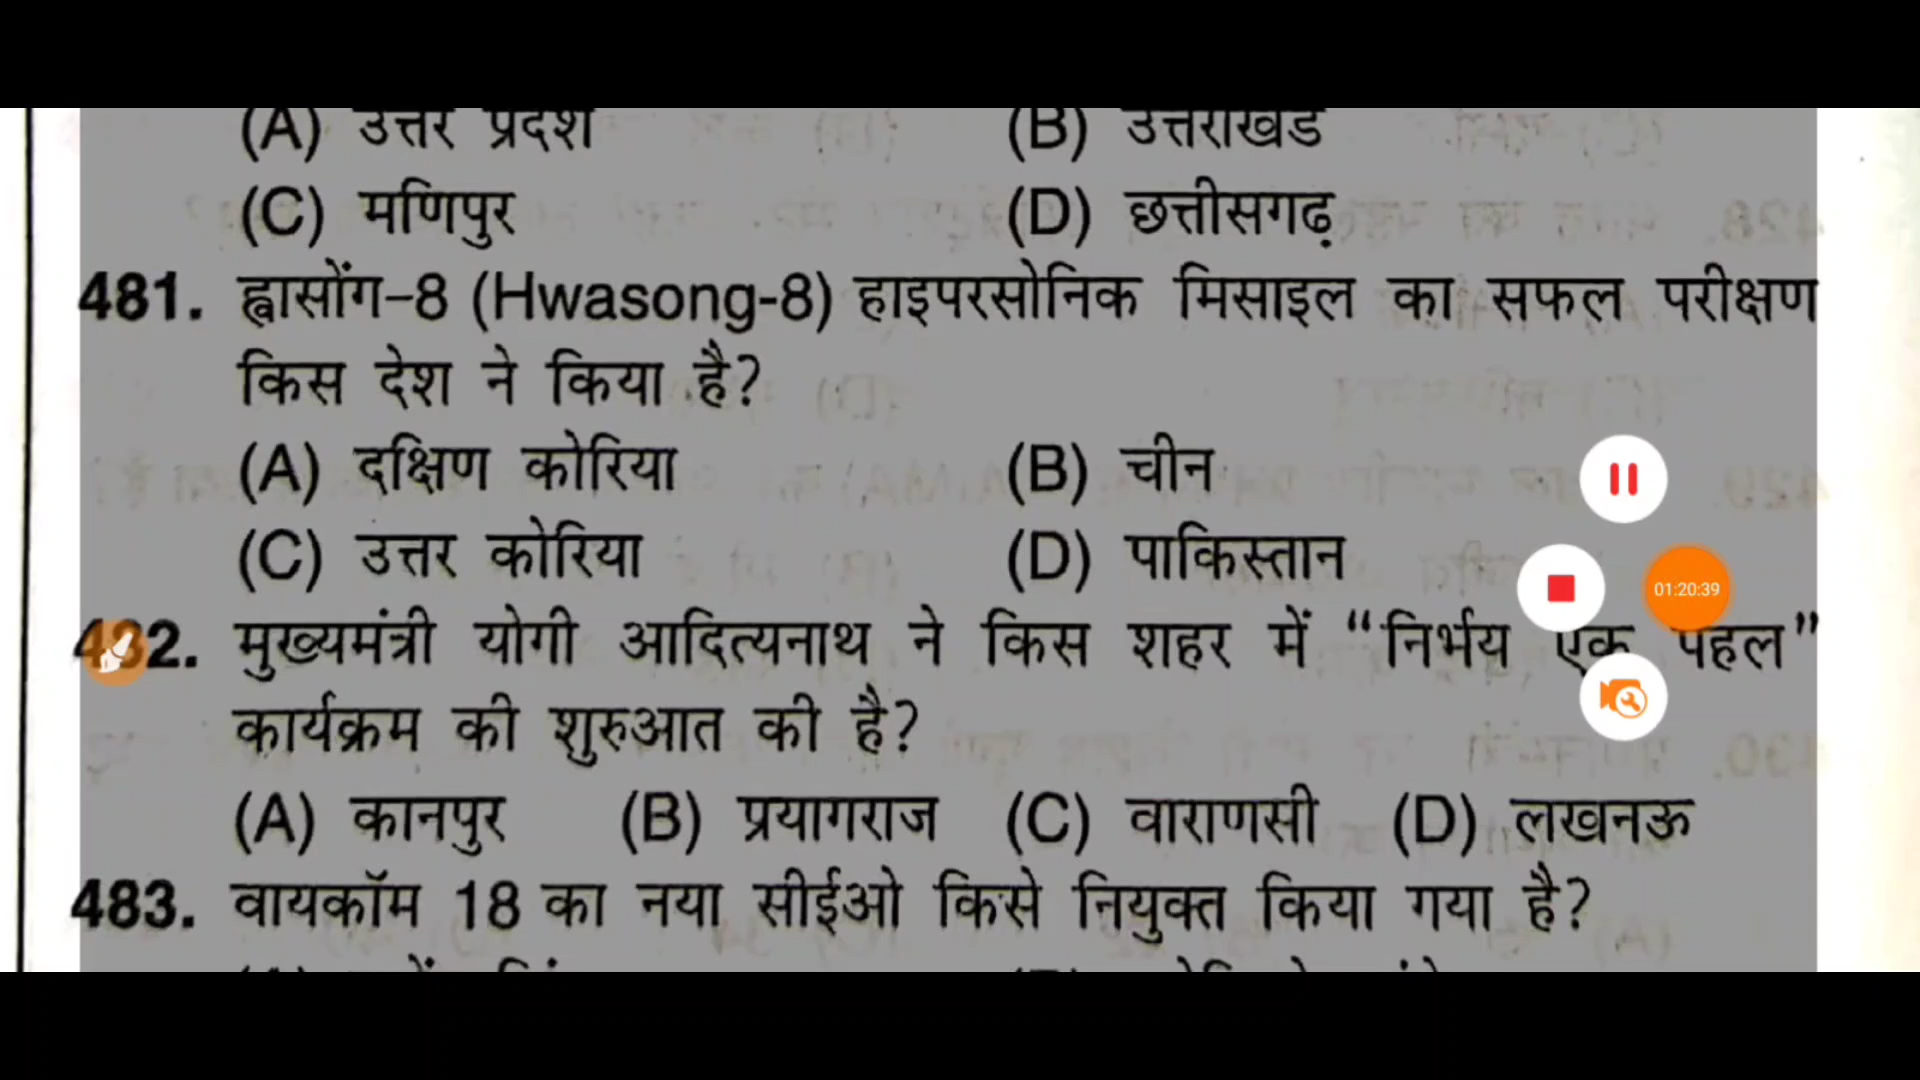 (A) उत्तर प्रदेश (B) उत्तराखंड
(C) मणिपुर (D) छत्तीसगढ़
481. ह्वासोंग-8 (Hwasong-8) हाइपरसोनिक मिसाइल का सफल परीक्षण
किस देश ने किया है?
(A) दक्षिण कोरिया (B) चीन
(C) उत्तर कोरिया (D) पाकिस्तान
01:20:39
482. मुख्यमंत्री योगी आदित्यनाथ ने किस शहर में “निर्भय एक पहल”
कार्यक्रम की शुरुआत की है?
(A) कानपुर (B) प्रयागराज (C) वाराणसी (D) लखनऊ
483. वायकॉम 18 का नया सीईओ किसे नियुक्त किया गया है?